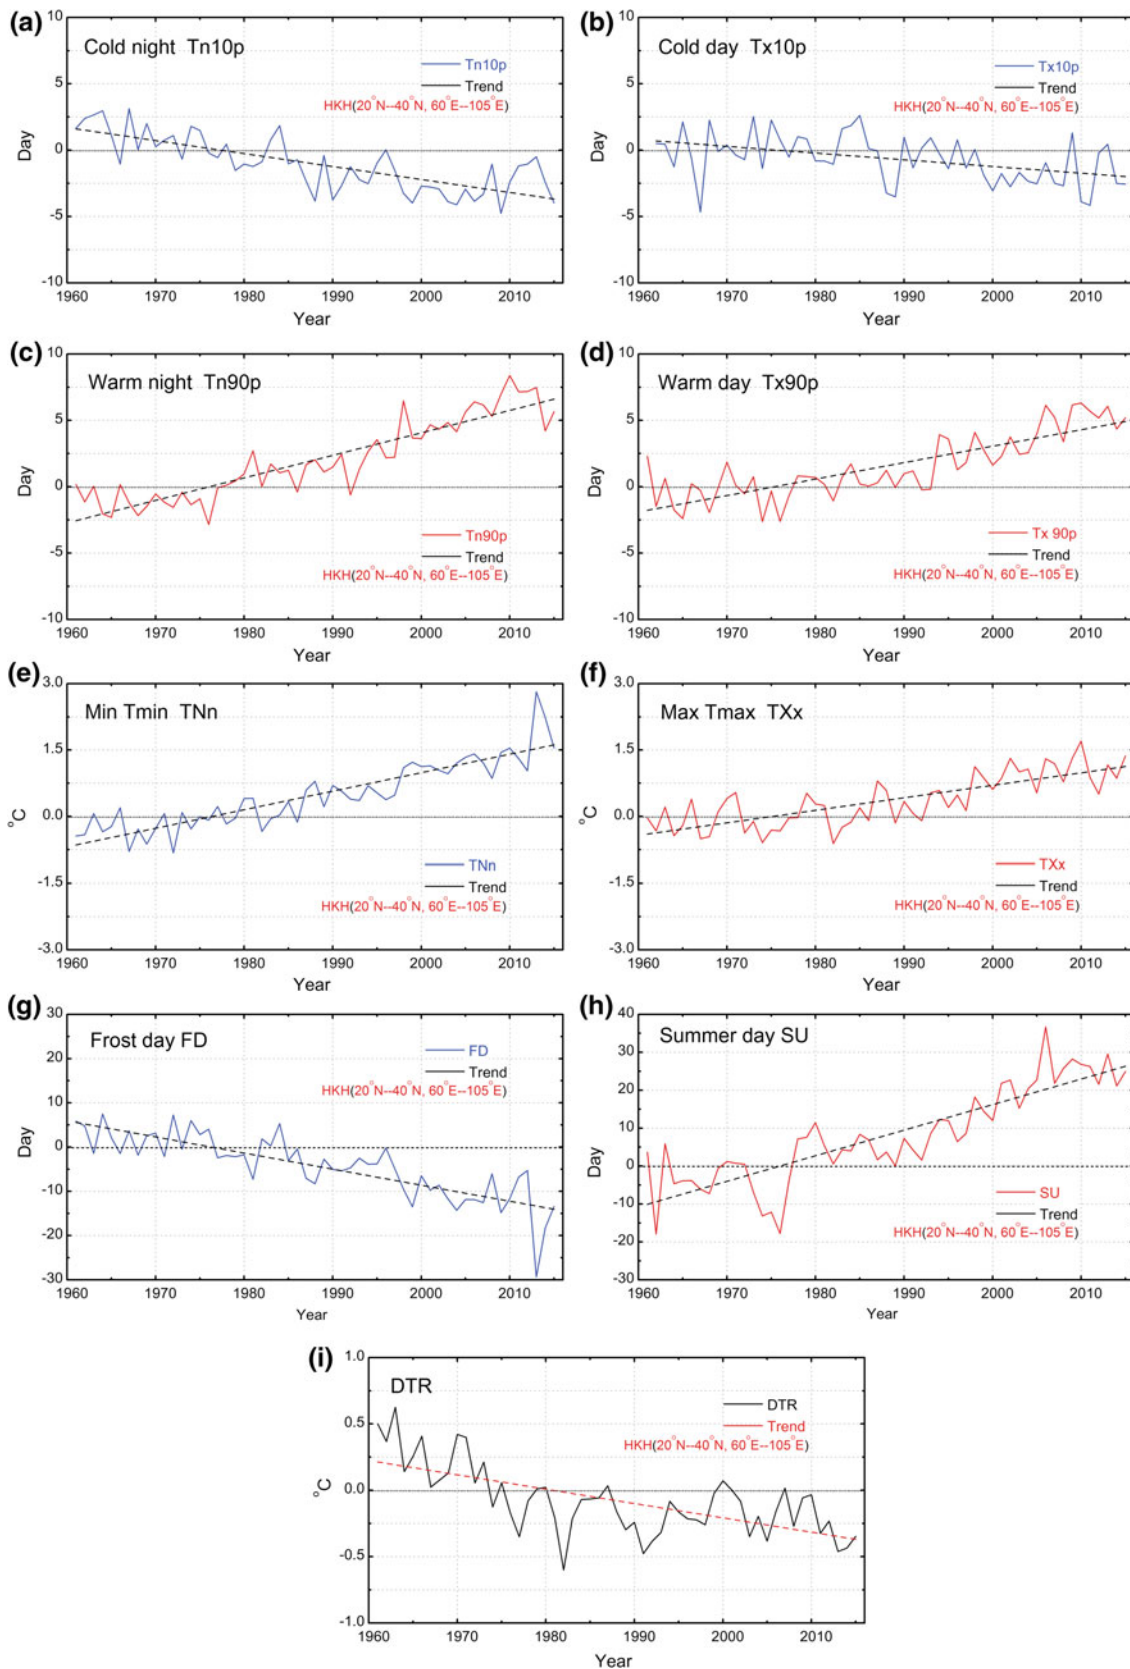 (a)
Cold night Tn10p
Tn10p
Trend
HKH(20°N--40°N, 60°E--105°E)
10
5
0
-5
-10
Day
1960 1970 1980 1990 2000 2010
Year
(b)
Cold day Tx10p
Tx10p
Trend
HKH(20°N--40°N, 60°E--105°E)
10
5
0
-5
-10
Day
1960 1970 1980 1990 2000 2010
Year
(c)
Warm night Tn90p
Tn90p
Trend
HKH(20°N--40°N, 60°E--105°E)
10
5
0
-5
-10
Day
1960 1970 1980 1990 2000 2010
Year
(d)
Warm day Tx90p
Tx 90p
Trend
HKH(20°N--40°N, 60°E--105°E)
10
5
0
-5
-10
Day
1960 1970 1980 1990 2000 2010
Year
(e)
Min Tmin TNn
TNn
Trend
HKH(20°N--40°N, 60°E--105°E)
3.0
1.5
0.0
-1.5
-3.0
°C
1960 1970 1980 1990 2000 2010
Year
(f)
Max Tmax TXx
TXx
Trend
HKH(20°N--40°N, 60°E--105°E)
3.0
1.5
0.0
-1.5
-3.0
°C
1960 1970 1980 1990 2000 2010
Year
(g)
Frost day FD
FD
Trend
HKH(20°N--40°N, 60°E--105°E)
30
20
10
0
-10
-20
-30
Day
1960 1970 1980 1990 2000 2010
Year
(h)
Summer day SU
SU
Trend
HKH(20°N--40°N, 60°E--105°E)
40
30
20
10
0
-10
-20
-30
Day
1960 1970 1980 1990 2000 2010
Year
(i)
DTR
DTR
Trend
HKH(20°N--40°N, 60°E--105°E)
1.0
0.5
0.0
-0.5
-1.0
°C
1960 1970 1980 1990 2000 2010
Year